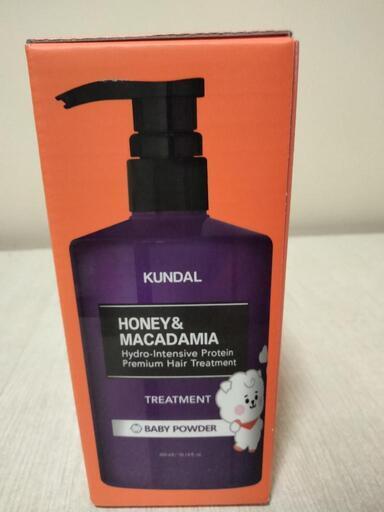 KUNDAL
HONEY&
MACADAMIA
Hydro-Intensive Protein
Premium Hair Treatment
TREATMENT
BABY POWDER